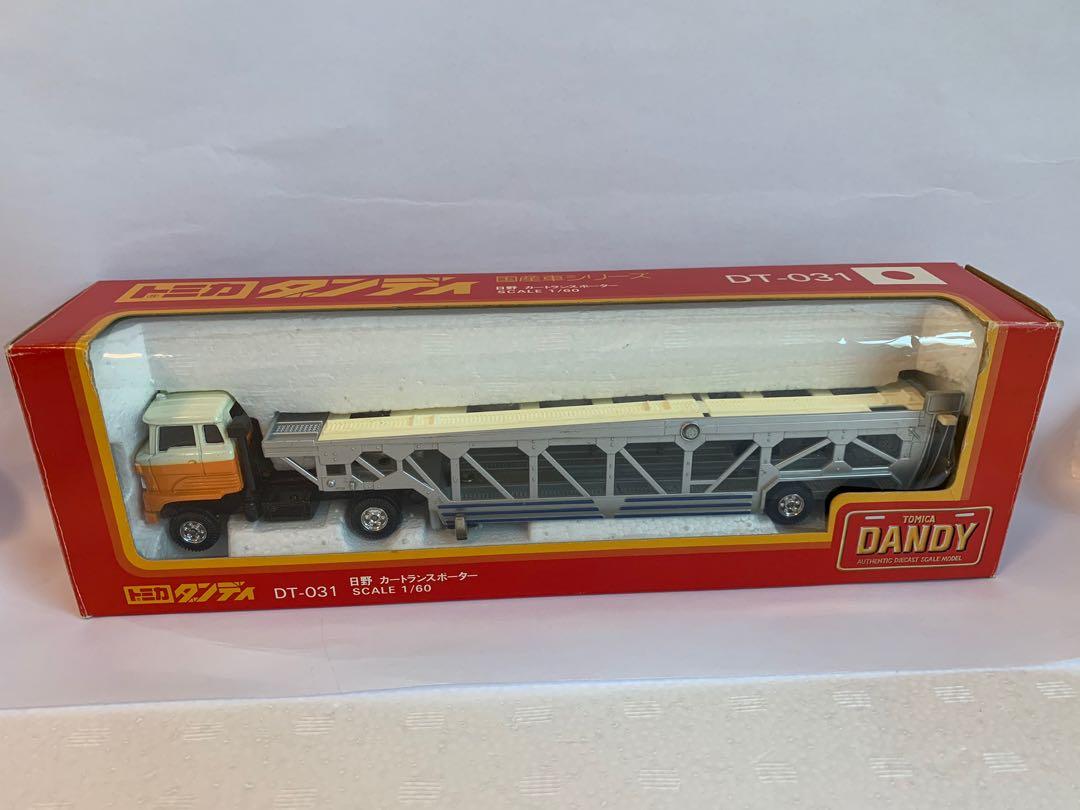 トミカ ダンディ 国産車シリーズ DT-031
日野 カートランスポーター
SCALE 1/60
TOMICA
DANDY
AUTHENTIC DIECAST SCALE MODEL
トミカ ダンディ DT-031 日野 カートランスポーター
SCALE 1/60